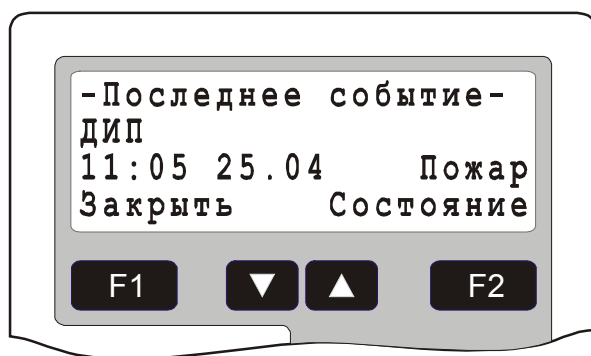 -Последнее событие-
ДИП
11:05 25.04 Пожар
Закрыть Состояние
F1 ▼ ▲ F2